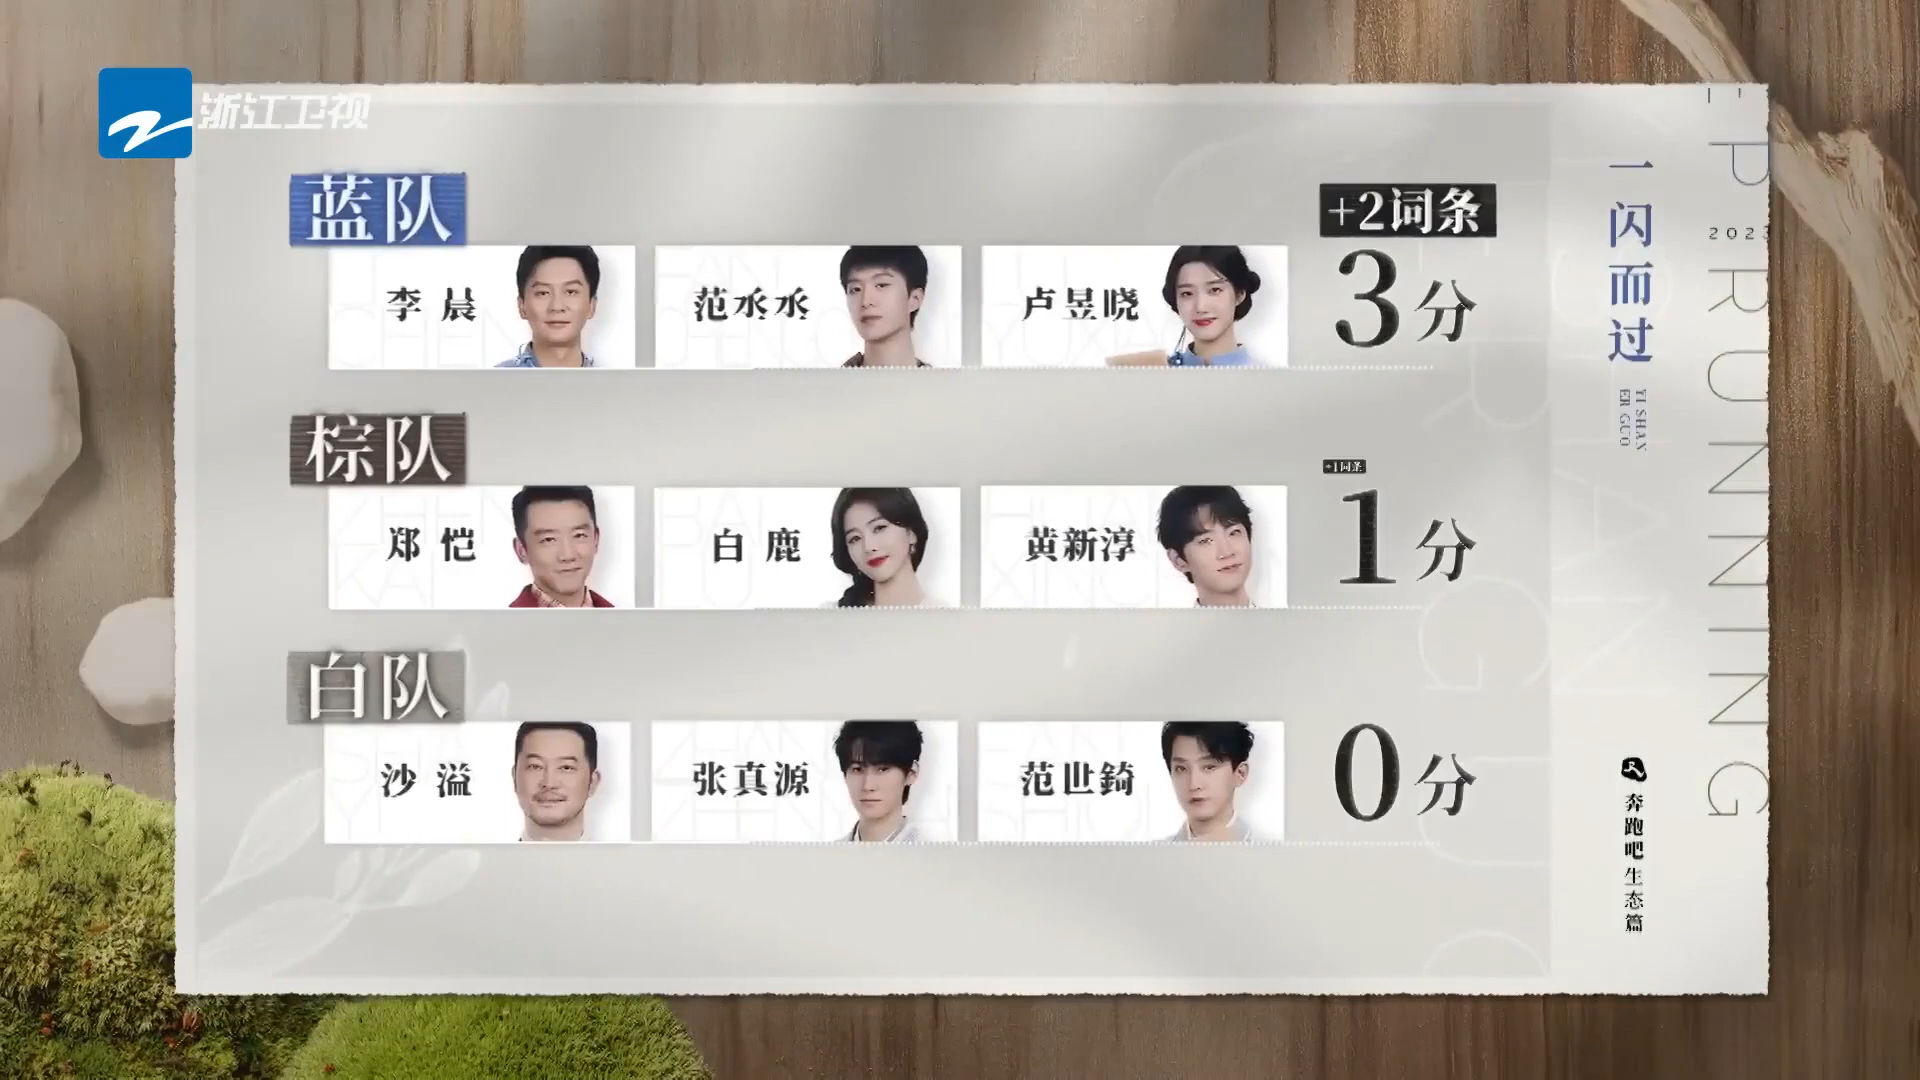 浙江卫视
蓝队
+2词条
李晨
范丞丞
卢昱晓
3分
棕队
+1词条
郑恺
白鹿
黄新淳
1分
白队
沙溢
张真源
范世錡
0分
一闪而过
YI SHAN
ER GUO
奔跑吧生态篇
2023
KEEP RUNNING